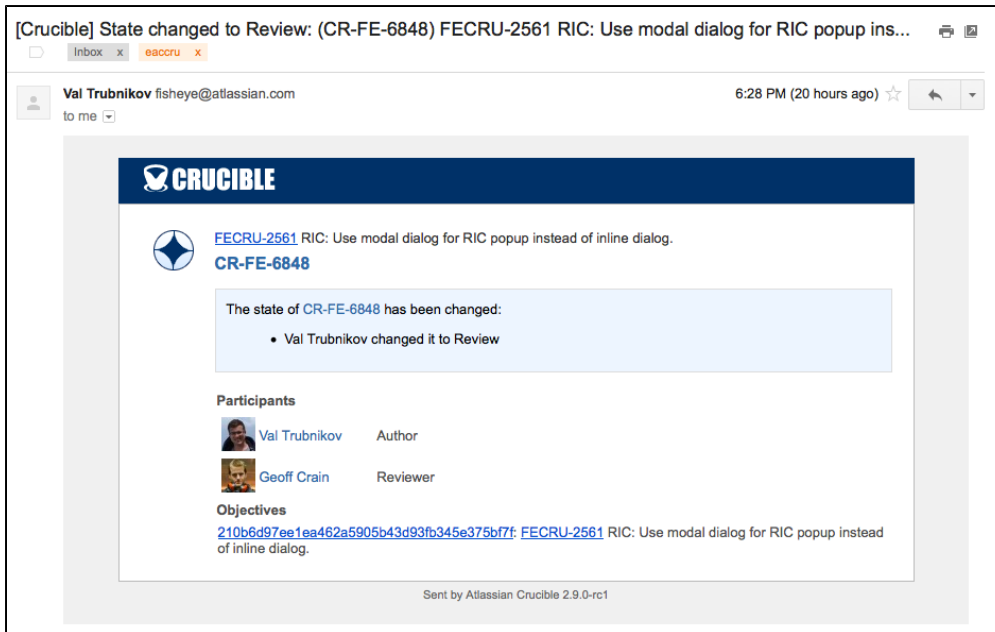 [Crucible] State changed to Review: (CR-FE-6848) FECRU-2561 RIC: Use modal dialog for RIC popup ins...
Inbox x eaccru x
Val Trubnikov fisheye@atlassian.com 6:28 PM (20 hours ago)
to me
CRUCIBLE
FECRU-2561 RIC: Use modal dialog for RIC popup instead of inline dialog.
CR-FE-6848
The state of CR-FE-6848 has been changed:
• Val Trubnikov changed it to Review
Participants
Val Trubnikov Author
Geoff Crain Reviewer
Objectives
210b6d97ee1ea462a5905b43d93fb345e375bf7f: FECRU-2561 RIC: Use modal dialog for RIC popup instead
of inline dialog.
Sent by Atlassian Crucible 2.9.0-rc1